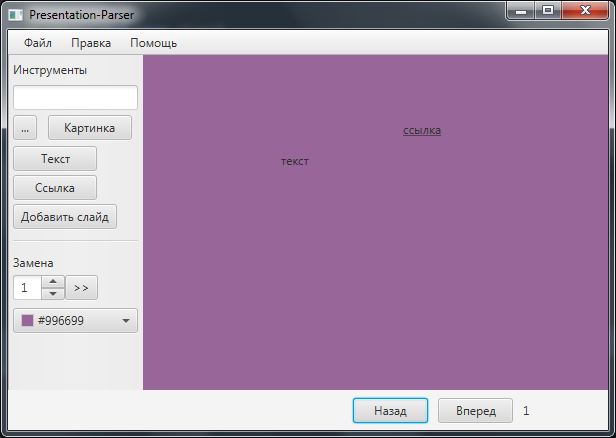 Presentation-Parser
Файл Правка Помощь
Инструменты
... Картинка
Текст
Ссылка
Добавить слайд
Замена
1 >>
#996699
ссылка
текст
Назад Вперед 1